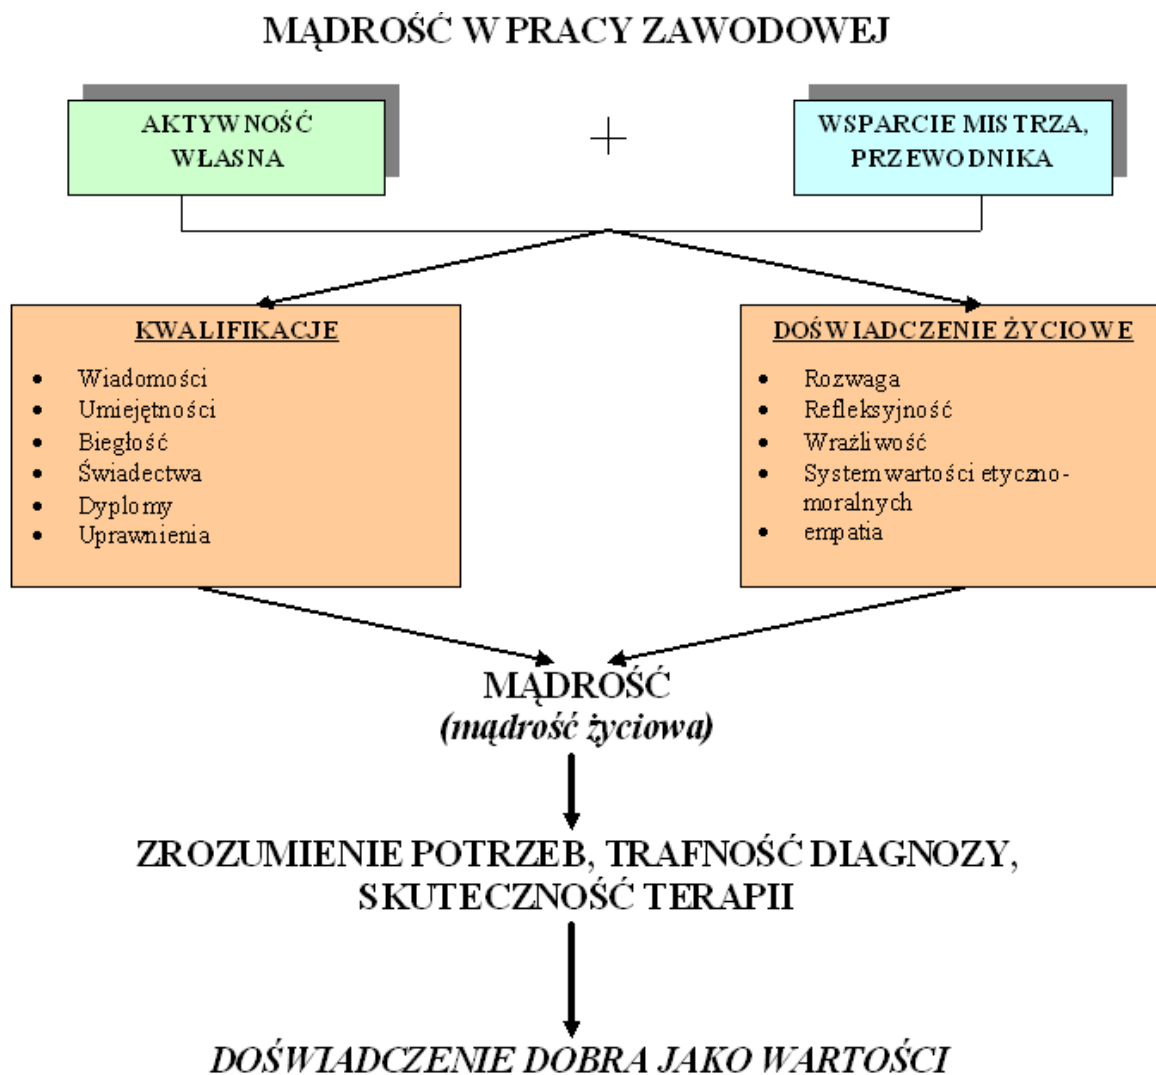 MĄDROŚĆ W PRACY ZAWODOWEJ
AKTYWNOŚĆ
WŁASNA
+
WSPARCIE MISTRZA,
PRZEWODNIKA
KWALIFIKACJE
• Wiadomości
• Umiejętności
• Biegłość
• Świadectwa
• Dyplomy
• Uprawnienia
DOŚWIADCZENIE ŻYCIOWE
• Rozwaga
• Refleksyjność
• Wrażliwość
• System wartości etyczno-
moralnych
• empatia
MĄDROŚĆ
(mądrość życiowa)
ZROZUMIENIE POTRZEB, TRAFNOŚĆ DIAGNOZY,
SKUTECZNOŚĆ TERAPII
DOŚWIADCZENIE DOBRA JAKO WARTOŚCI